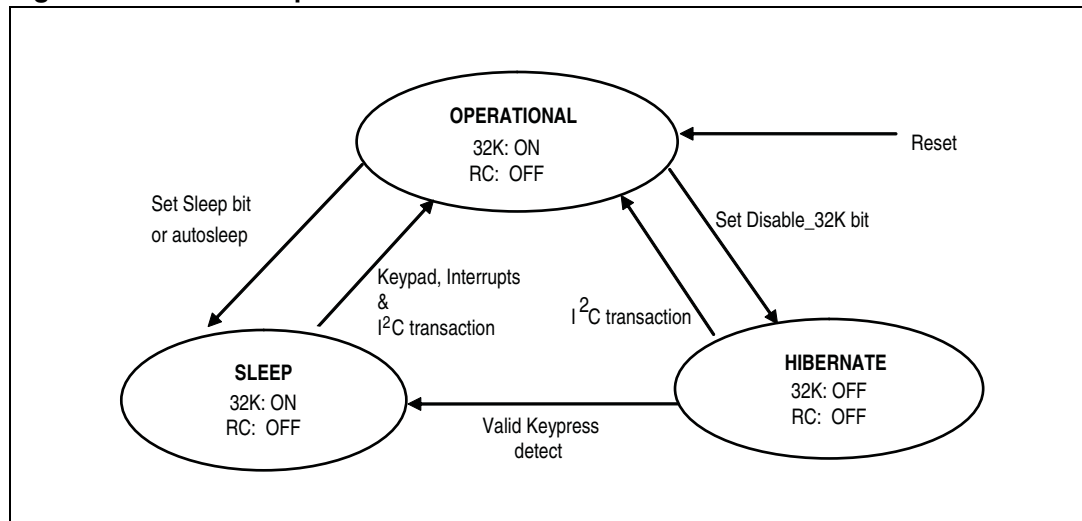 OPERATIONAL
32K: ON
RC: OFF
Reset
Set Sleep bit
or autosleep
Set Disable_32K bit
Keypad, Interrupts
&
I²C transaction
I²C transaction
SLEEP
32K: ON
RC: OFF
HIBERNATE
32K: OFF
RC: OFF
Valid Keypress
detect